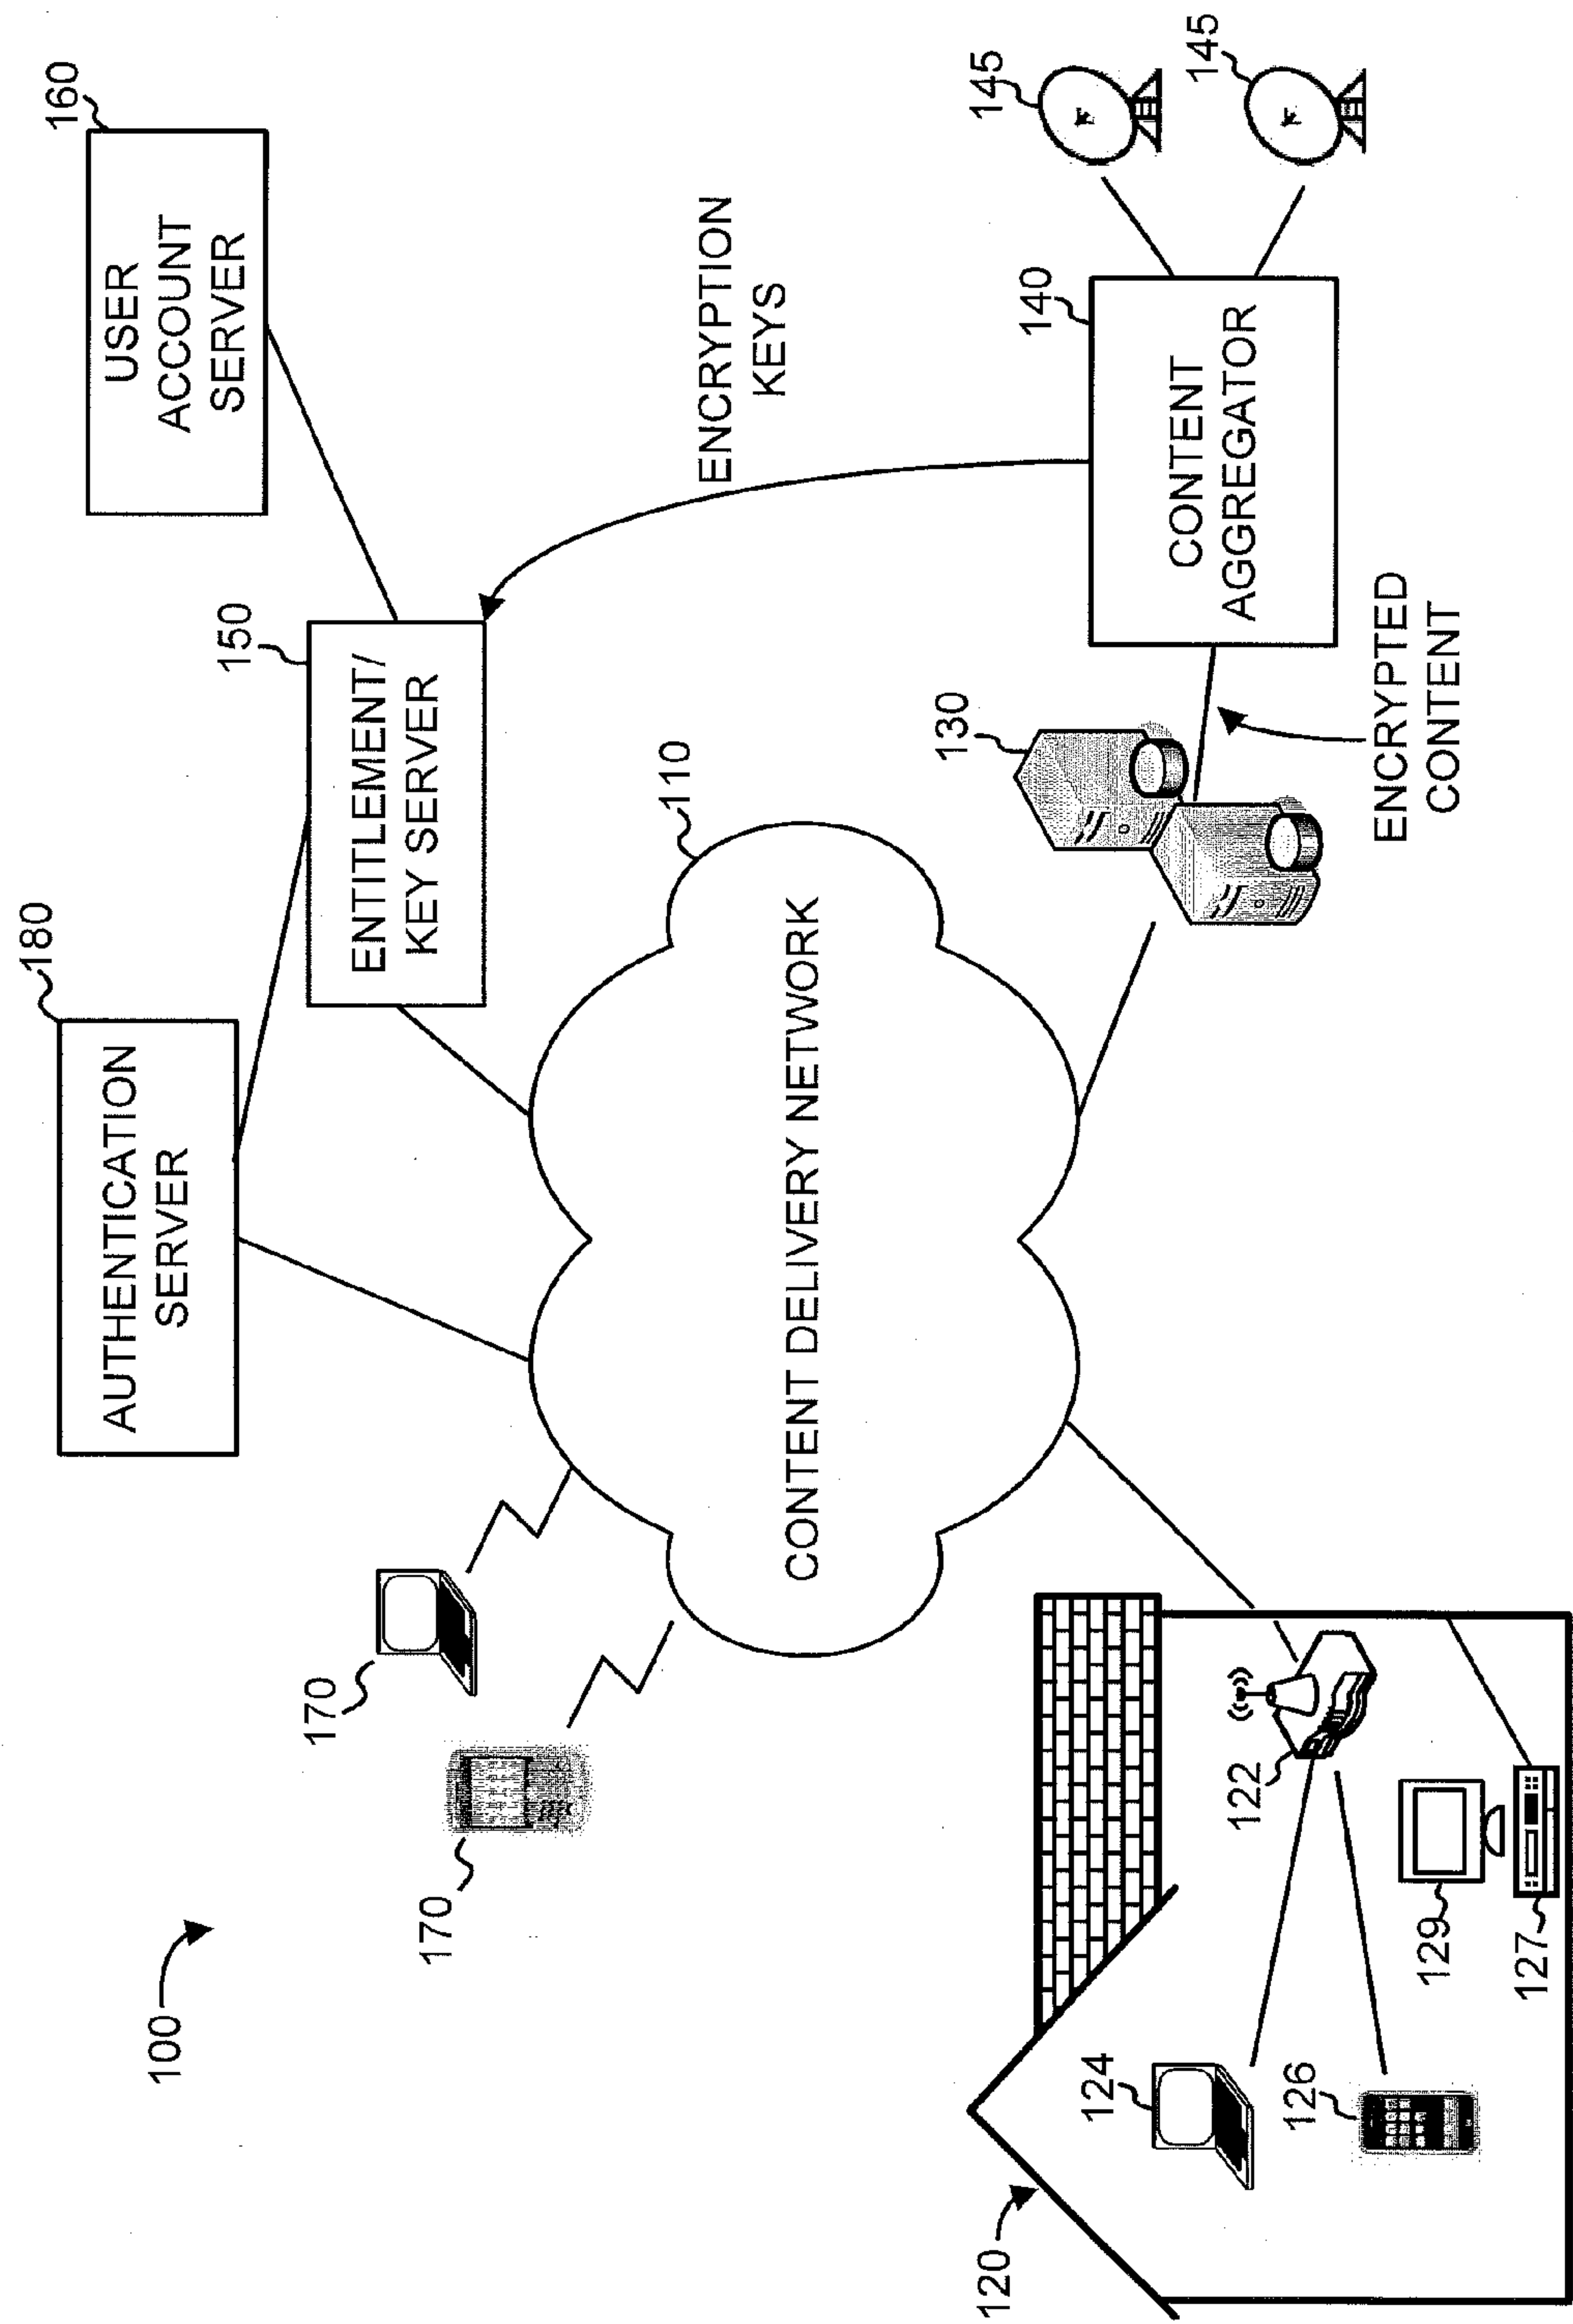 100
170
170
AUTHENTICATION
SERVER
180
ENTITLEMENT/
KEY SERVER
150
USER
ACCOUNT
SERVER
160
110
CONTENT DELIVERY NETWORK
ENCRYPTION
KEYS
130
CONTENT
AGGREGATOR
140
145
145
ENCRYPTED
CONTENT
120
124
126
122
129
127